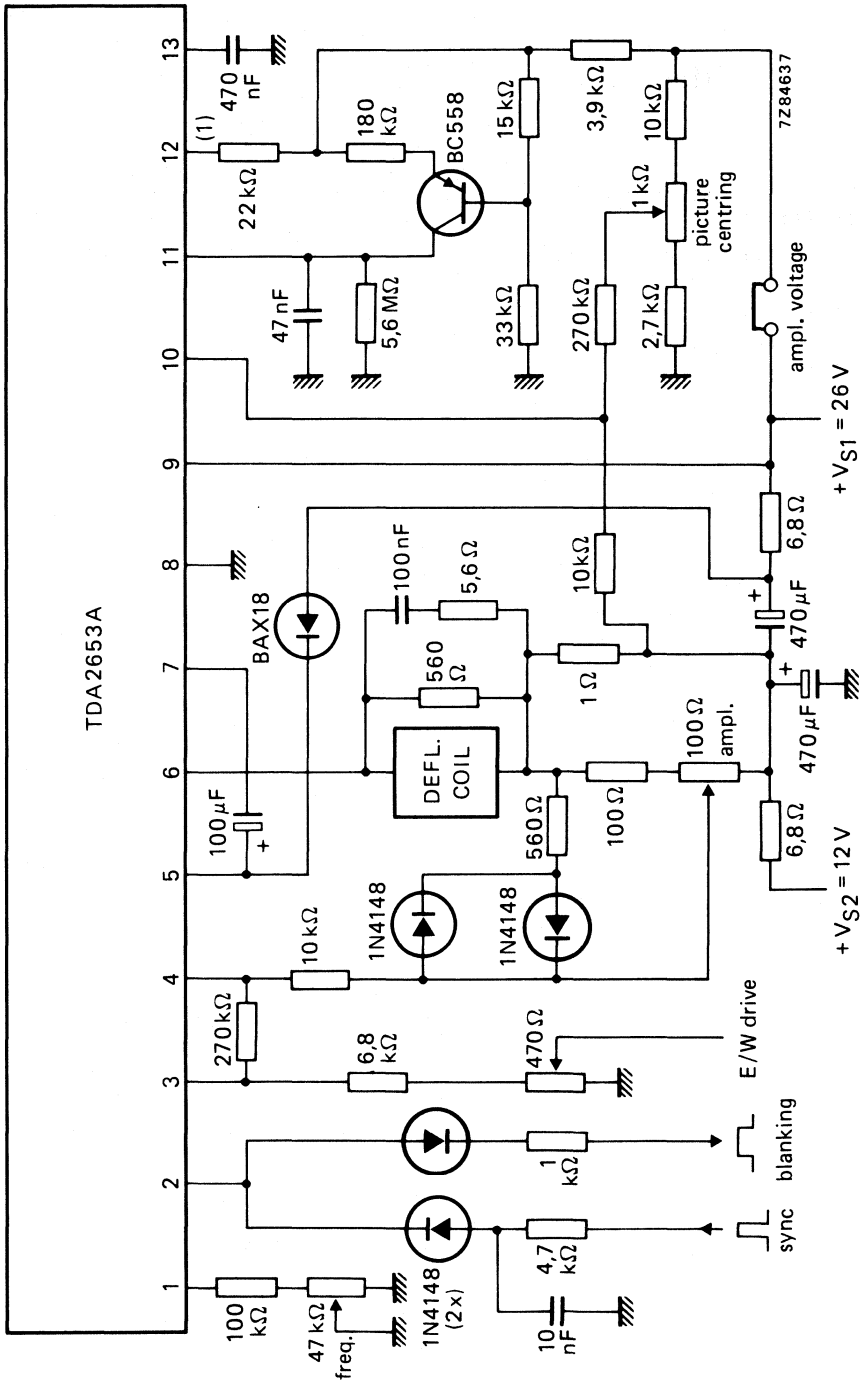 TDA2653A
1
2
3
4
5
6
7
8
9
10
11
12
13
100
kΩ
47 kΩ
freq.
1N4148
(2x)
10
nF
4,7
kΩ
sync
1
kΩ
blanking
270 kΩ
6,8
kΩ
470 Ω
E/W drive
10 kΩ
1N4148
1N4148
560 Ω
100 µF
+
DEFL.
COIL
560
Ω
100 nF
5,6 Ω
100 Ω
100 Ω
ampl.
1 Ω
6,8 Ω
+VS2 = 12 V
470 µF
+
470 µF
+
BAX18
10 kΩ
6,8 Ω
+VS1 = 26 V
47 nF
5,6 MΩ
33 kΩ
270 kΩ
2,7 kΩ
1 kΩ
picture
centring
ampl. voltage
22 kΩ
(1)
180
kΩ
BC558
15 kΩ
3,9 kΩ
10 kΩ
470
nF
7Z84637